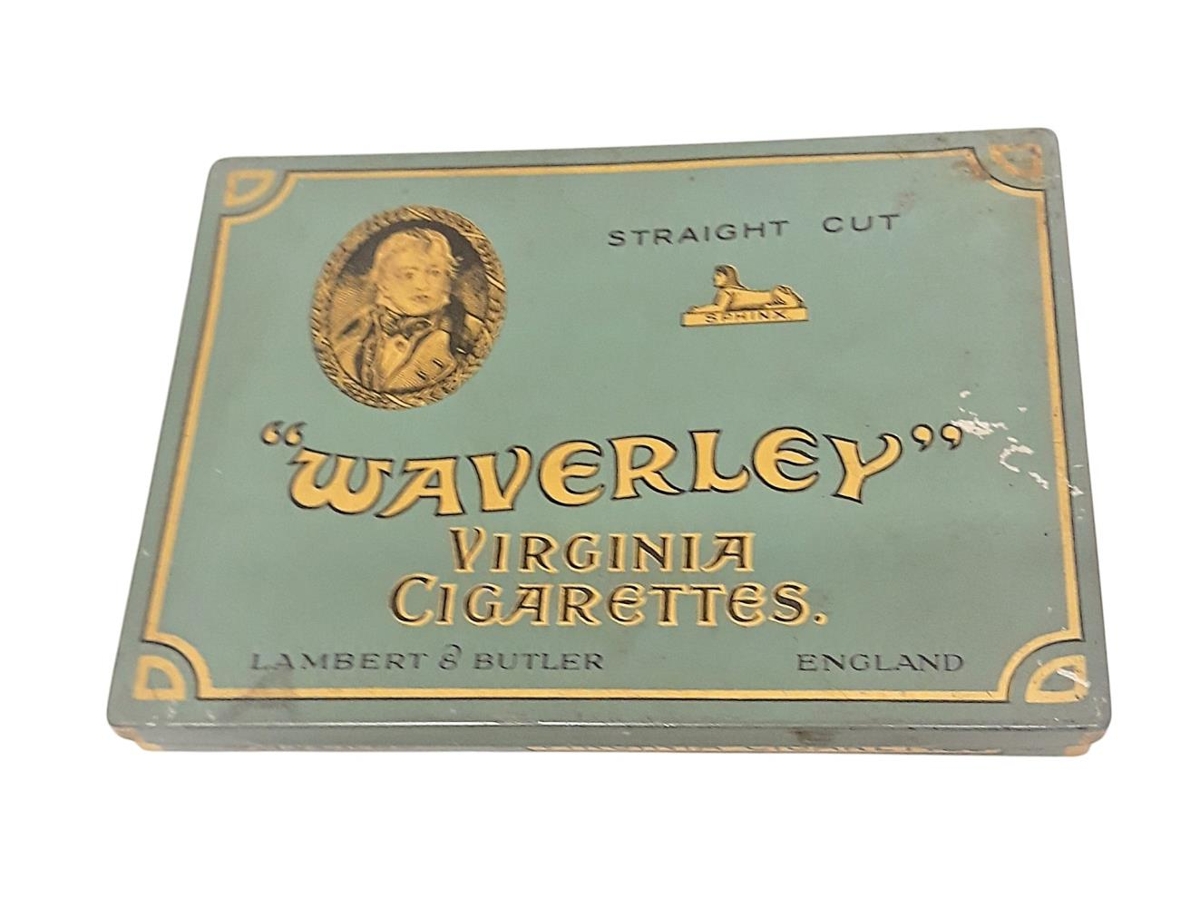 STRAIGHT CUT
SPHINX.
“WAVERLEY”
VIRGINIA
CIGARETTES.
LAMBERT & BUTLER ENGLAND